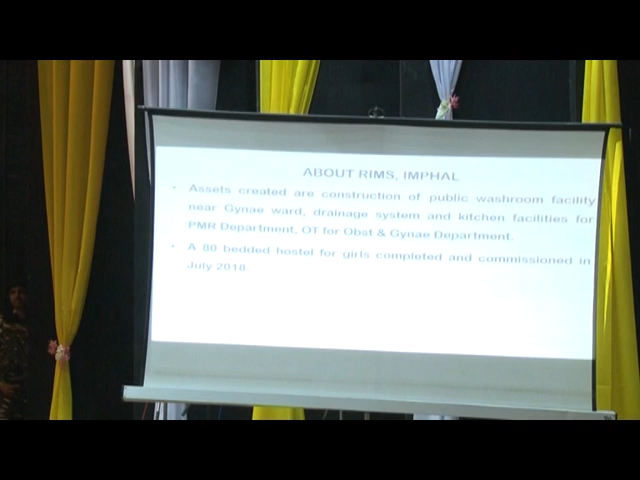 ABOUT RIMS, IMPHAL
• Assets created are construction of public washroom facility
near Gynae ward, drainage system and kitchen facilities for
PMR Department, OT for Obst & Gynae Department.
• A 80 bedded hostel for girls completed and commissioned in
July 2018